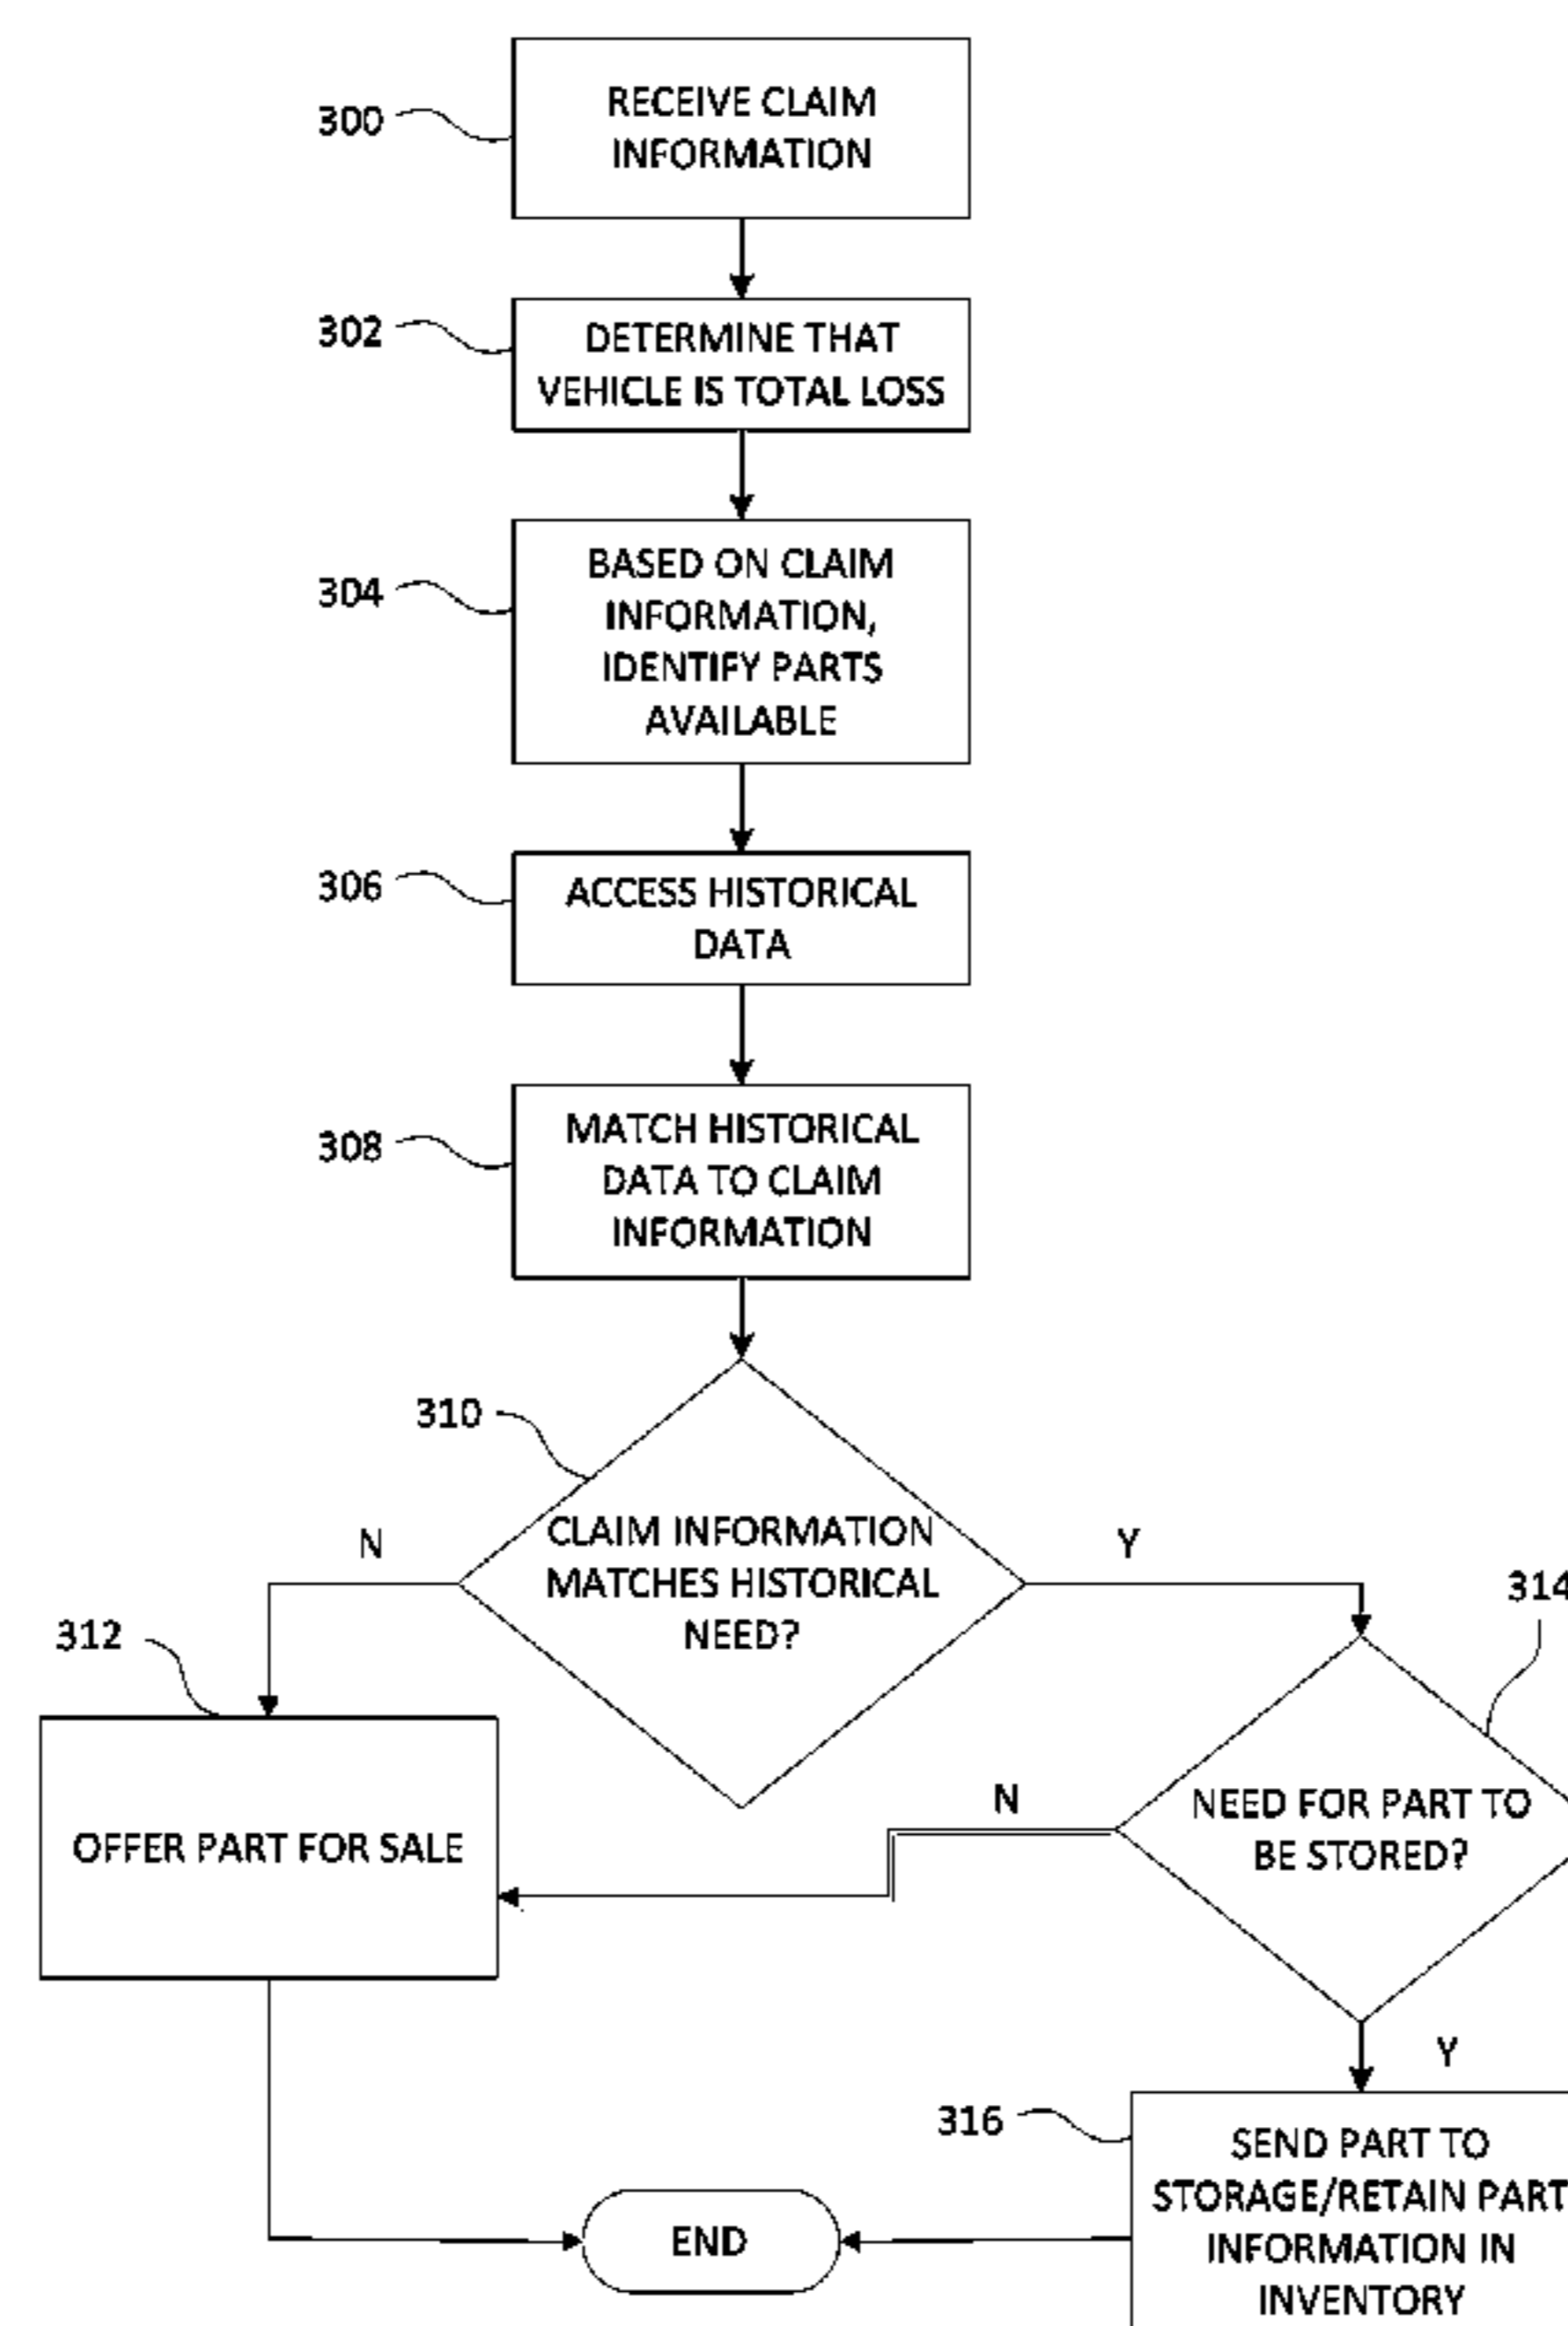 300
RECEIVE CLAIM
INFORMATION
302
DETERMINE THAT
VEHICLE IS TOTAL LOSS
304
BASED ON CLAIM
INFORMATION,
IDENTIFY PARTS
AVAILABLE
306
ACCESS HISTORICAL
DATA
308
MATCH HISTORICAL
DATA TO CLAIM
INFORMATION
310
CLAIM INFORMATION
MATCHES HISTORICAL
NEED?
N
Y
312
OFFER PART FOR SALE
314
NEED FOR PART TO
BE STORED?
N
Y
316
SEND PART TO
STORAGE/RETAIN PART
INFORMATION IN
INVENTORY
END